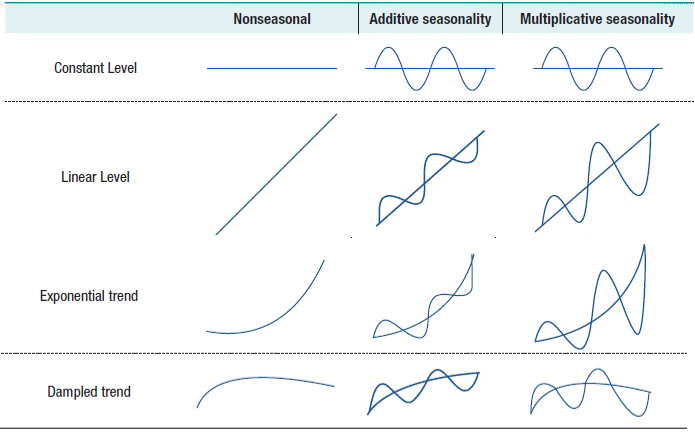 Nonseasonal Additive seasonality Multiplicative seasonality
Constant Level
Linear Level
Exponential trend
Dampled trend